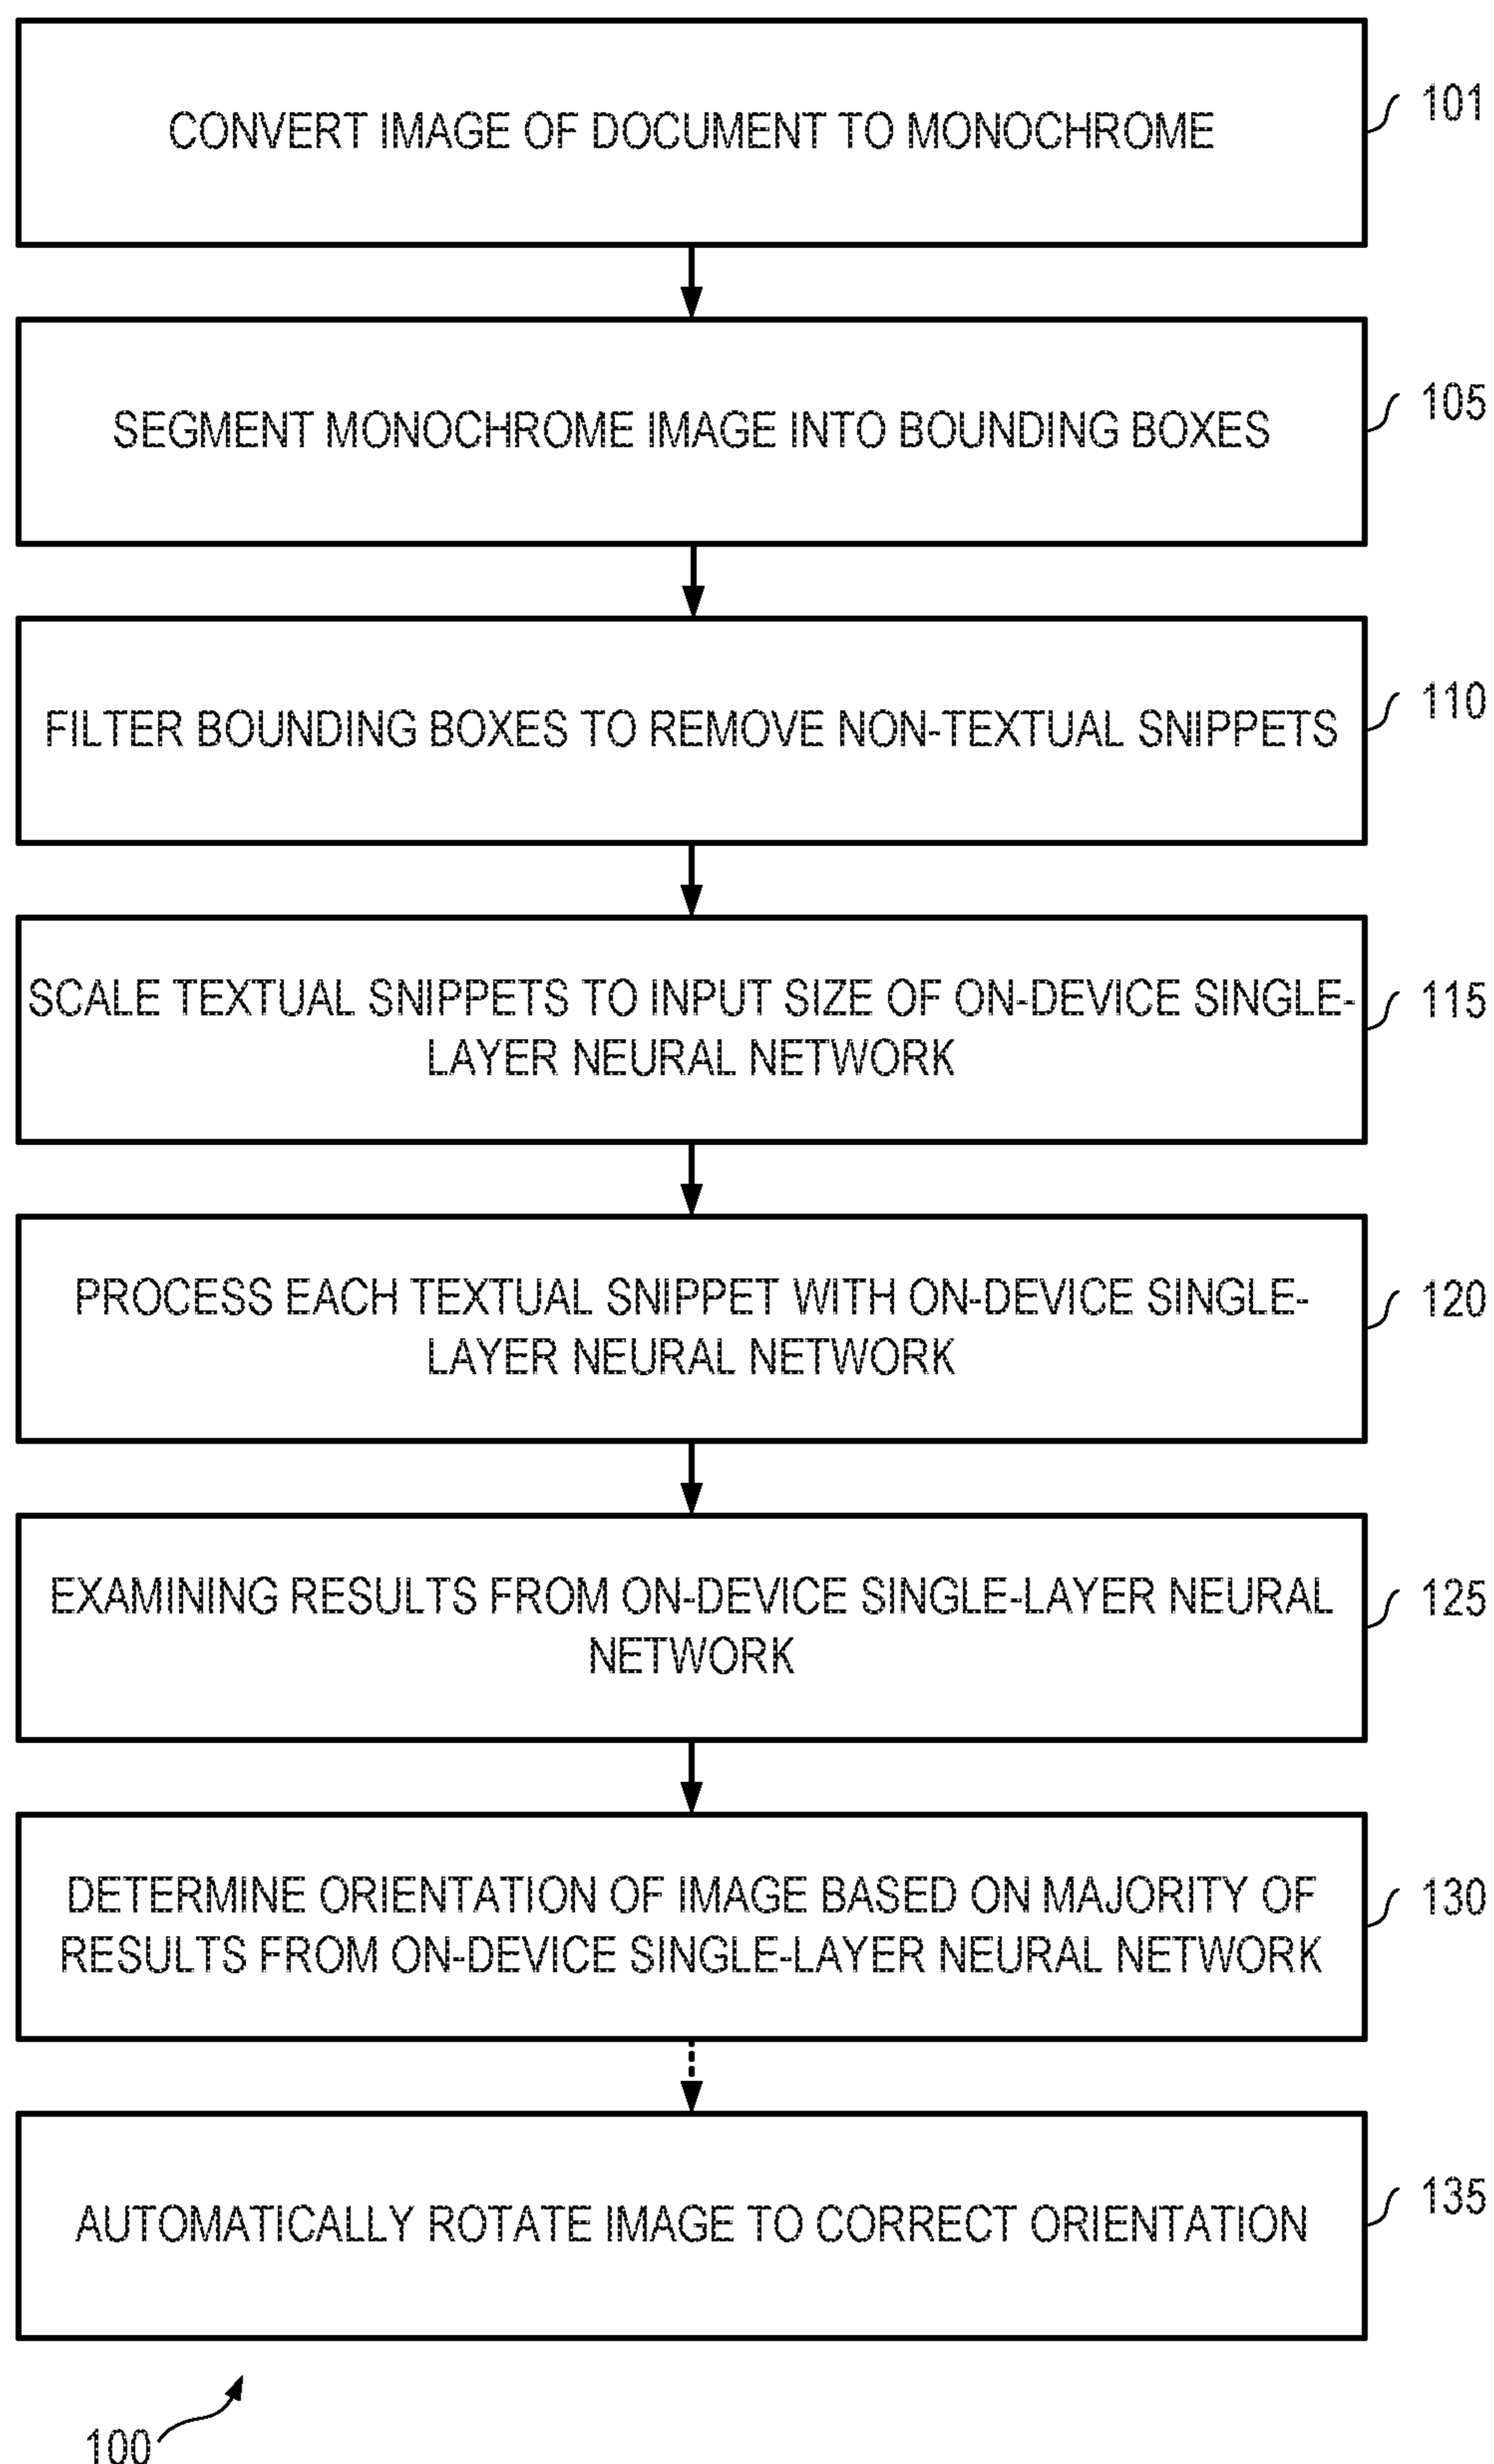 CONVERT IMAGE OF DOCUMENT TO MONOCHROME
101
SEGMENT MONOCHROME IMAGE INTO BOUNDING BOXES
105
FILTER BOUNDING BOXES TO REMOVE NON-TEXTUAL SNIPPETS
110
SCALE TEXTUAL SNIPPETS TO INPUT SIZE OF ON-DEVICE SINGLE-
LAYER NEURAL NETWORK
115
PROCESS EACH TEXTUAL SNIPPET WITH ON-DEVICE SINGLE-
LAYER NEURAL NETWORK
120
EXAMINING RESULTS FROM ON-DEVICE SINGLE-LAYER NEURAL
NETWORK
125
DETERMINE ORIENTATION OF IMAGE BASED ON MAJORITY OF
RESULTS FROM ON-DEVICE SINGLE-LAYER NEURAL NETWORK
130
AUTOMATICALLY ROTATE IMAGE TO CORRECT ORIENTATION
135
100